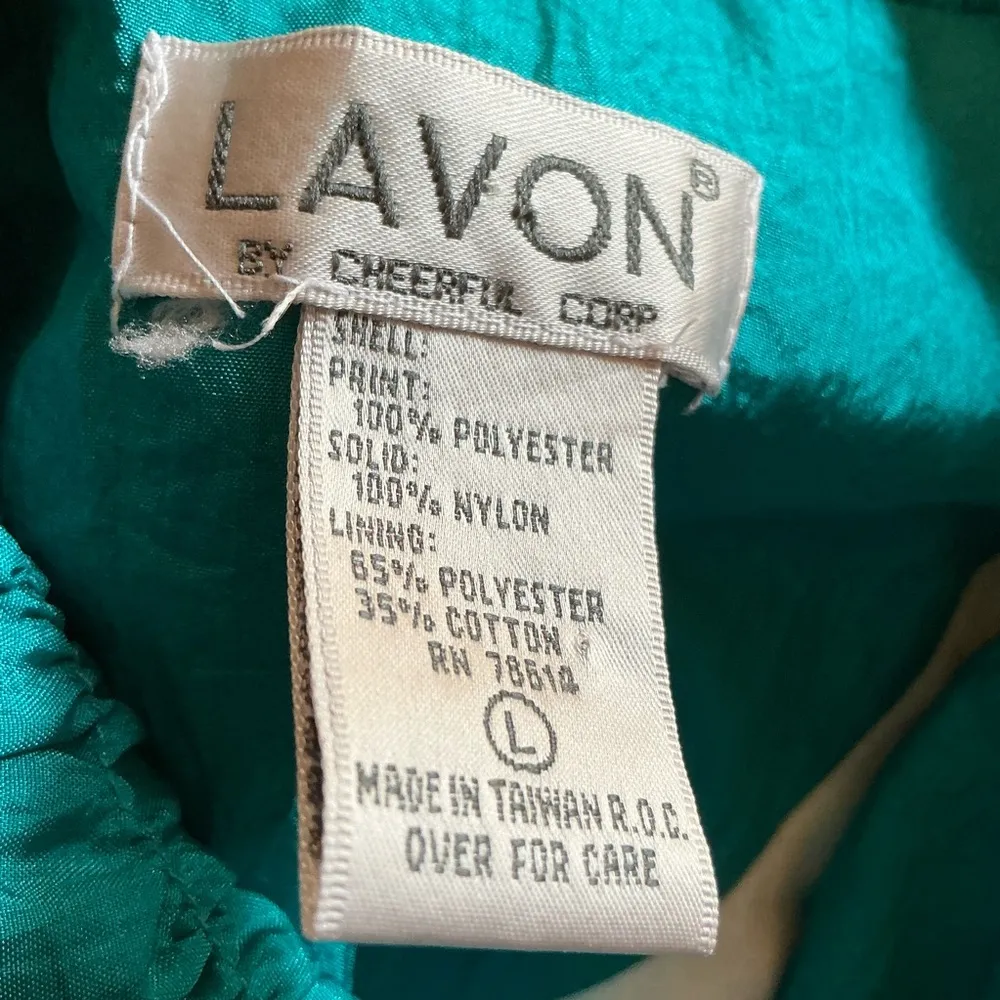 LAVON®
BY CHEERFUL CORP
SHELL:
PRINT:
100% POLYESTER
SOLID:
100% NYLON
LINING:
65% POLYESTER
35% COTTON
RN 78614
L
MADE IN TAIWAN R.O.C.
OVER FOR CARE